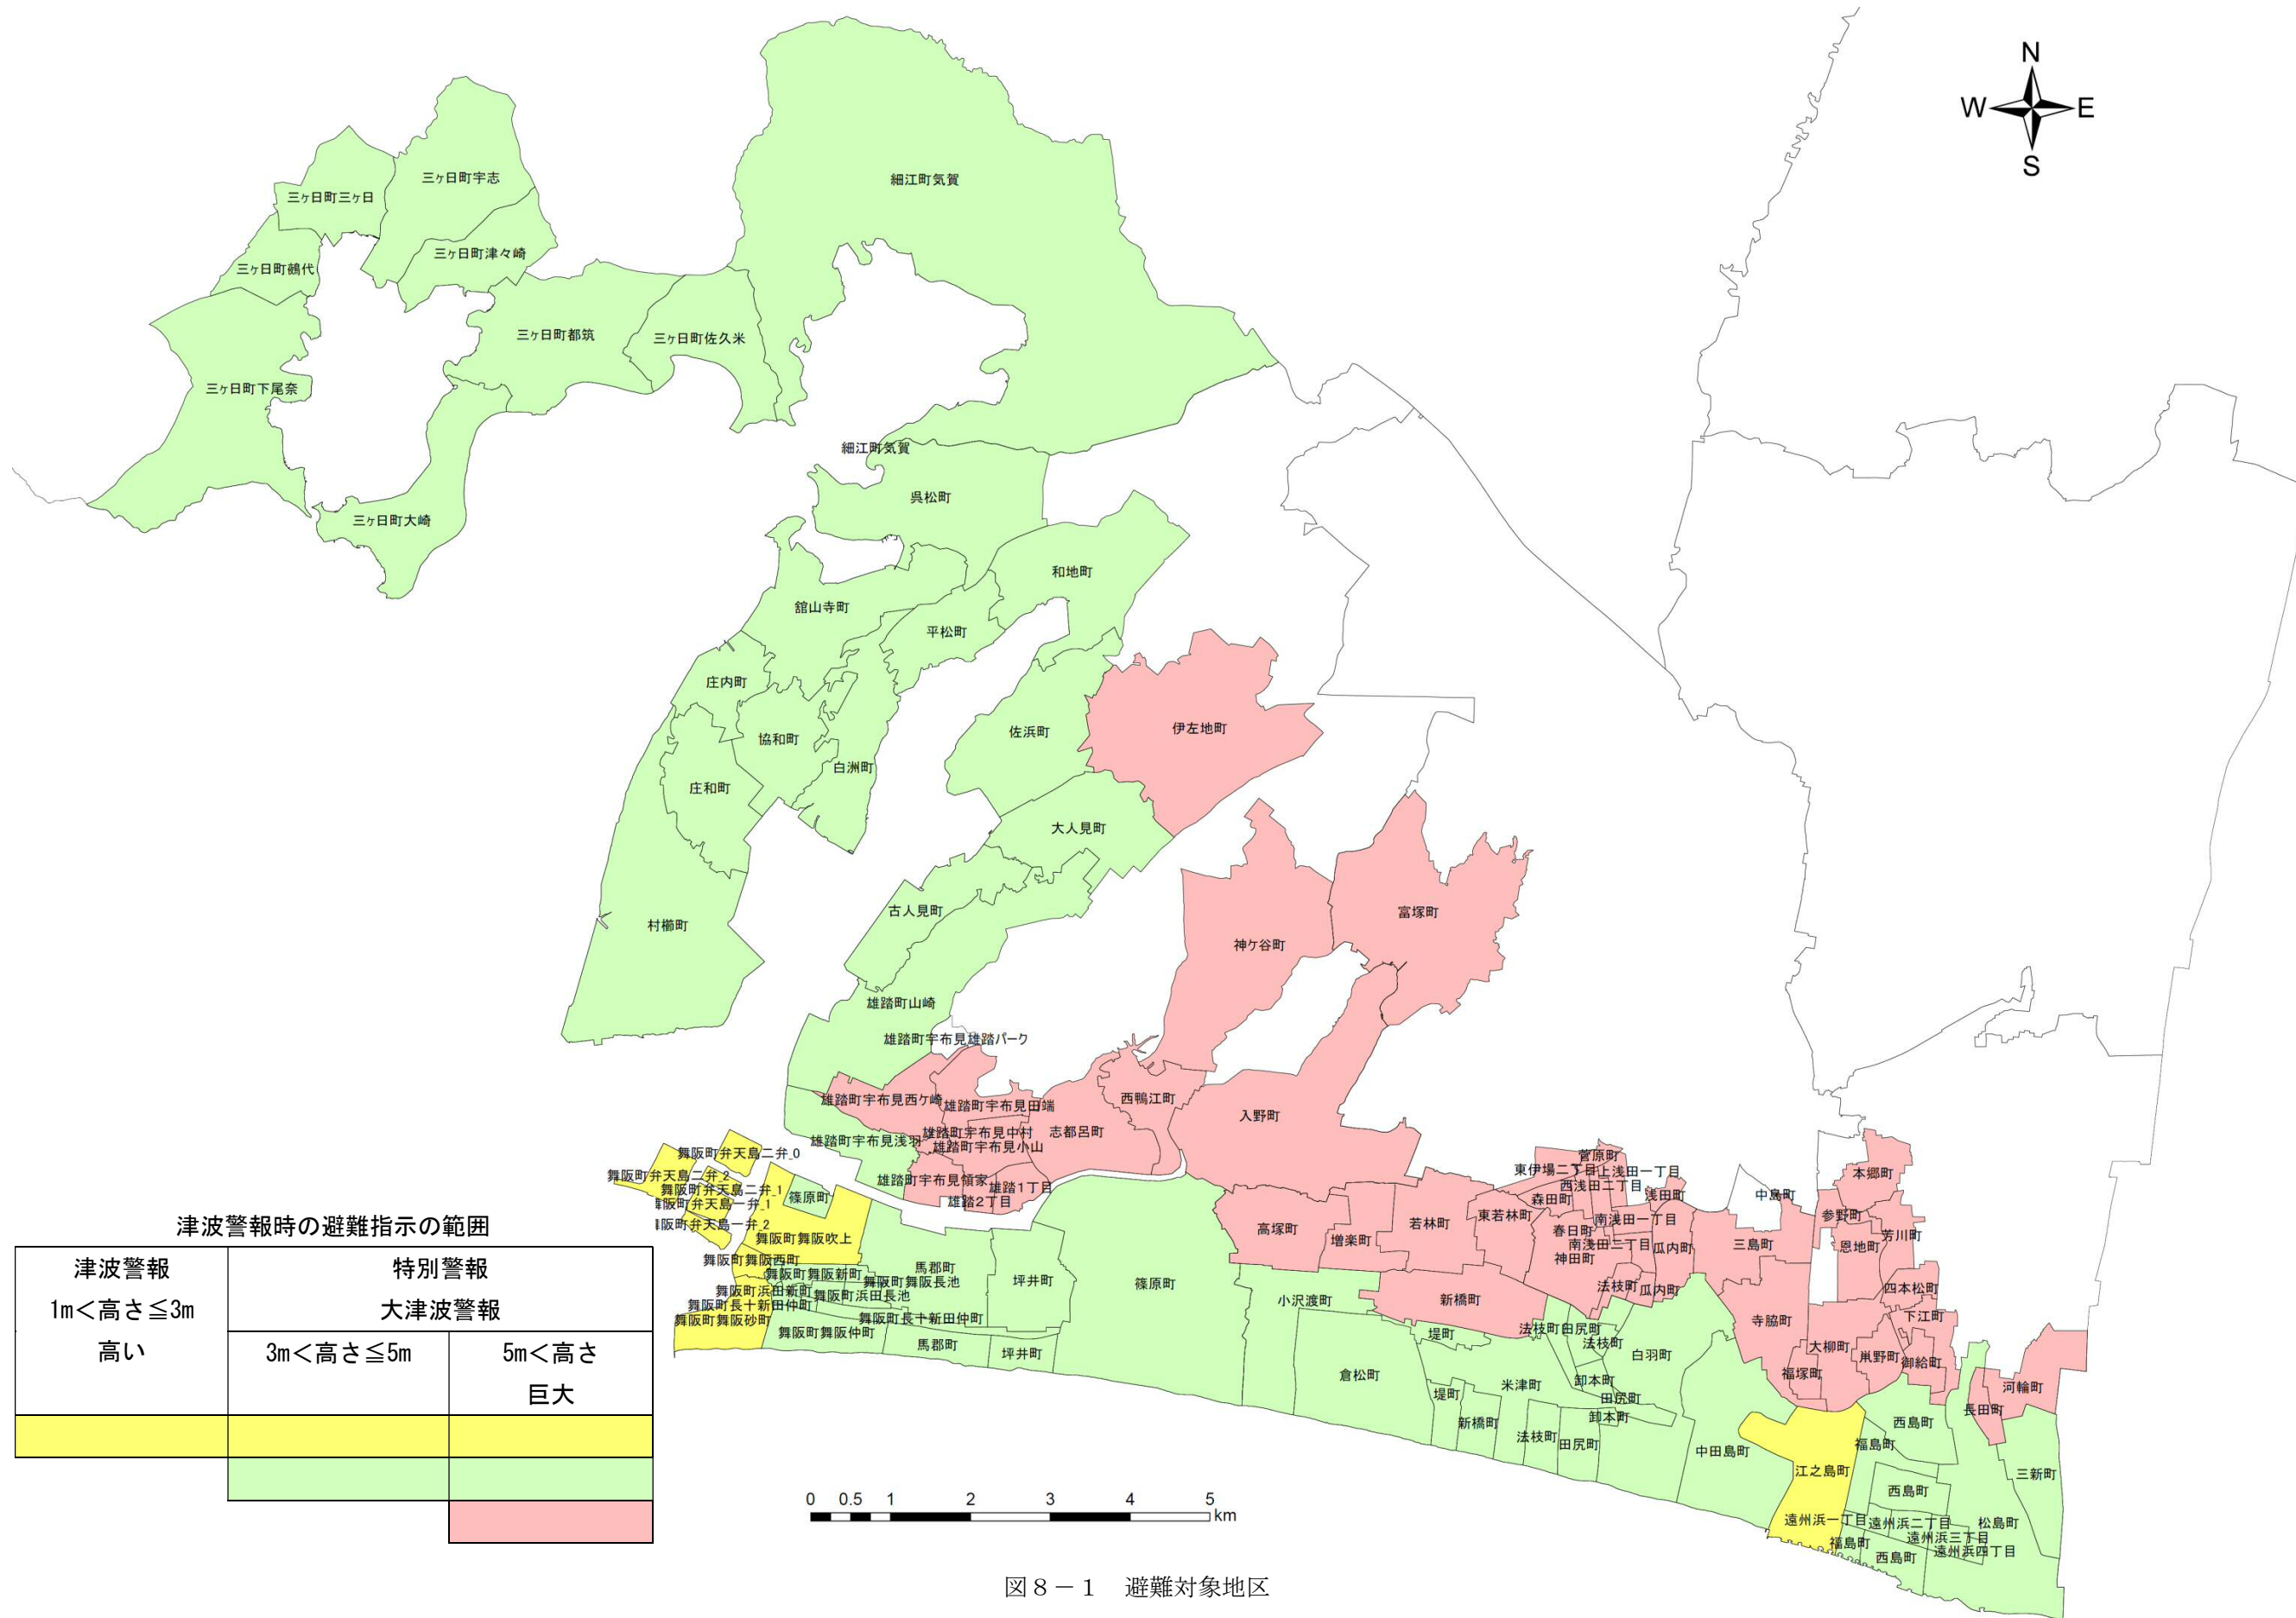 N
W E
S
細江町気賀
三ヶ日町宇志
三ヶ日町三ヶ日
三ヶ日町津々崎
三ヶ日町鵺代
三ヶ日町都筑
三ヶ日町佐久米
三ヶ日町下尾奈
細江町気賀
呉松町
三ヶ日町大崎
和地町
舘山寺町
平松町
庄内町
佐浜町
伊左地町
協和町
白洲町
庄和町
大人見町
古人見町
富塚町
村櫛町
神ケ谷町
雄踏町山崎
雄踏町宇布見雄踏パーク
雄踏町宇布見西ケ崎
雄踏町宇布見田端
西鴨江町
入野町
雄踏町宇布見中村
志都呂町
雄踏町宇布見浅羽
雄踏町宇布見小山
舞阪町弁天島二弁_0
舞阪町弁天島二弁_2
舞阪町弁天島二弁_1
舞阪町弁天島一弁_1
舞阪町弁天島一弁_2
雄踏町宇布見領家
雄踏1丁目
雄踏2丁目
篠原町
舞阪町舞阪吹上
菅原町
東伊場二丁目
上浅田一丁目
西浅田二丁目
森田町
浅田町
中島町
本郷町
高塚町
増楽町
若林町
東若林町
春日町
南浅田一丁目
南浅田二丁目
神田町
瓜内町
三島町
参野町
恩地町
芳川町
舞阪町舞阪西町
舞阪町舞阪新町
馬郡町
舞阪町舞阪長池
坪井町
篠原町
舞阪町浜田新町
舞阪町浜田長池
舞阪町長十新田仲町
舞阪町長十新田仲町
舞阪町舞阪砂町
舞阪町舞阪仲町
馬郡町
坪井町
小沢渡町
新橋町
法枝町
瓜内町
四本松町
下江町
寺脇町
堤町
法枝町
田尻町
法枝町
白羽町
大柳町
鼡野町
御給町
福塚町
倉松町
米津町
卸本町
田尻町
卸本町
河輪町
長田町
堤町
新橋町
法枝町
田尻町
中田島町
西島町
福島町
江之島町
三新町
西島町
遠州浜一丁目
遠州浜二丁目
松島町
遠州浜三丁目
遠州浜四丁目
福島町
西島町
津波警報時の避難指示の範囲
津波警報
1m＜高さ≦3m
高い
特別警報
大津波警報
3m＜高さ≦5m
5m＜高さ
巨大
0 0.5 1 2 3 4 5
km
図８－１　避難対象地区